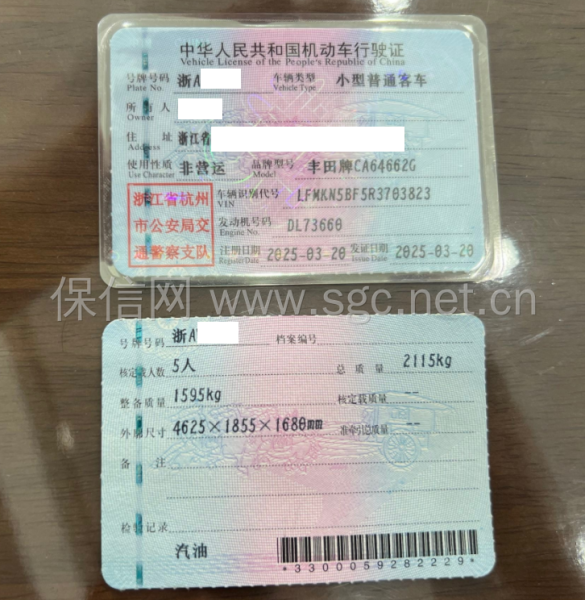 中华人民共和国机动车行驶证
Vehicle License of the People's Republic of China
号牌号码 浙A 车辆类型 小型普通客车
Plate No. Vehicle Type
所有人
Owner
住址 浙江省
Address
使用性质 非营运 品牌型号 丰田牌CA64662G
Use Character Model
浙江省杭州市公安局交通警察支队
车辆识别代号 LFMKN5BF5R3703823
VIN
发动机号码 DL73660
Engine No.
注册日期 2025-03-20 发证日期 2025-03-20
Register Date Issue Date
保信网 www.sgc.net.cn
号牌号码 浙A 档案编号
核定载人数 5人 总质量 2115kg
整备质量 1595kg 核定载质量 --
外廓尺寸 4625×1855×1680mm 准牵引总质量 --
备注
检验记录
汽油
*3300059282229*